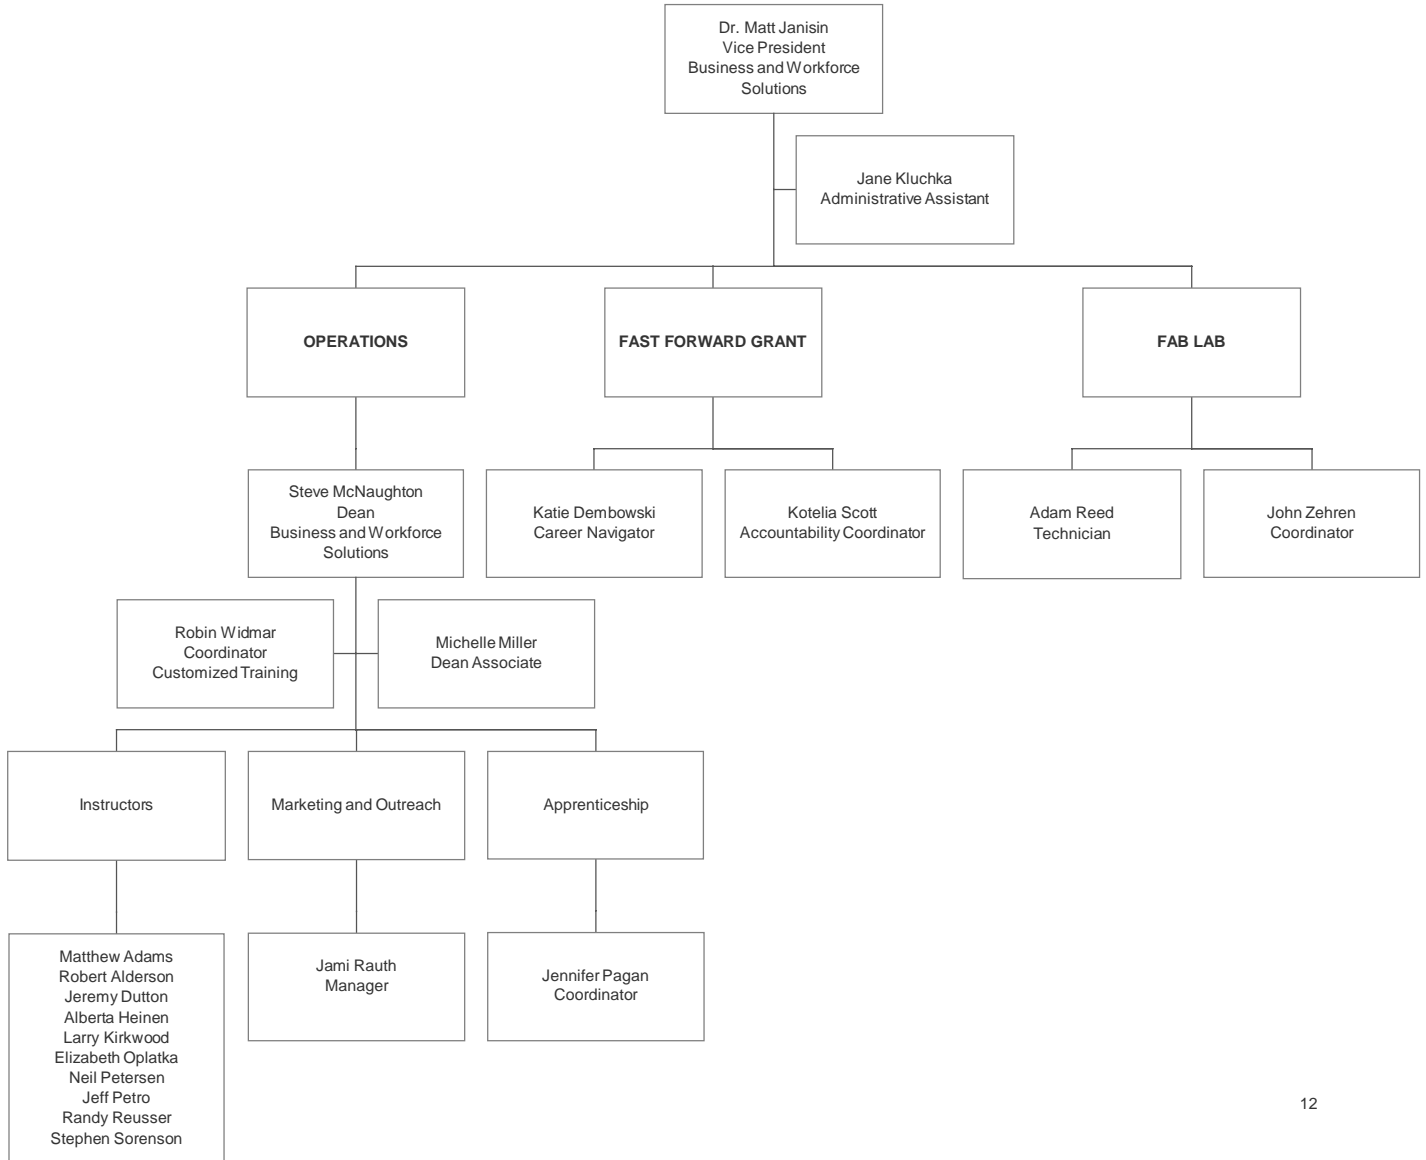 Dr. Matt Janisin
Vice President
Business and Workforce
Solutions
Jane Kluchka
Administrative Assistant
OPERATIONS
FAST FORWARD GRANT
FAB LAB
Steve McNaughton
Dean
Business and Workforce
Solutions
Katie Dembowski
Career Navigator
Kotelia Scott
Accountability Coordinator
Adam Reed
Technician
John Zehren
Coordinator
Robin Widmar
Coordinator
Customized Training
Michelle Miller
Dean Associate
Instructors
Marketing and Outreach
Apprenticeship
Matthew Adams
Robert Alderson
Jeremy Dutton
Alberta Heinen
Larry Kirkwood
Elizabeth Oplatka
Neil Petersen
Jeff Petro
Randy Reusser
Stephen Sorenson
Jami Rauth
Manager
Jennifer Pagan
Coordinator
12